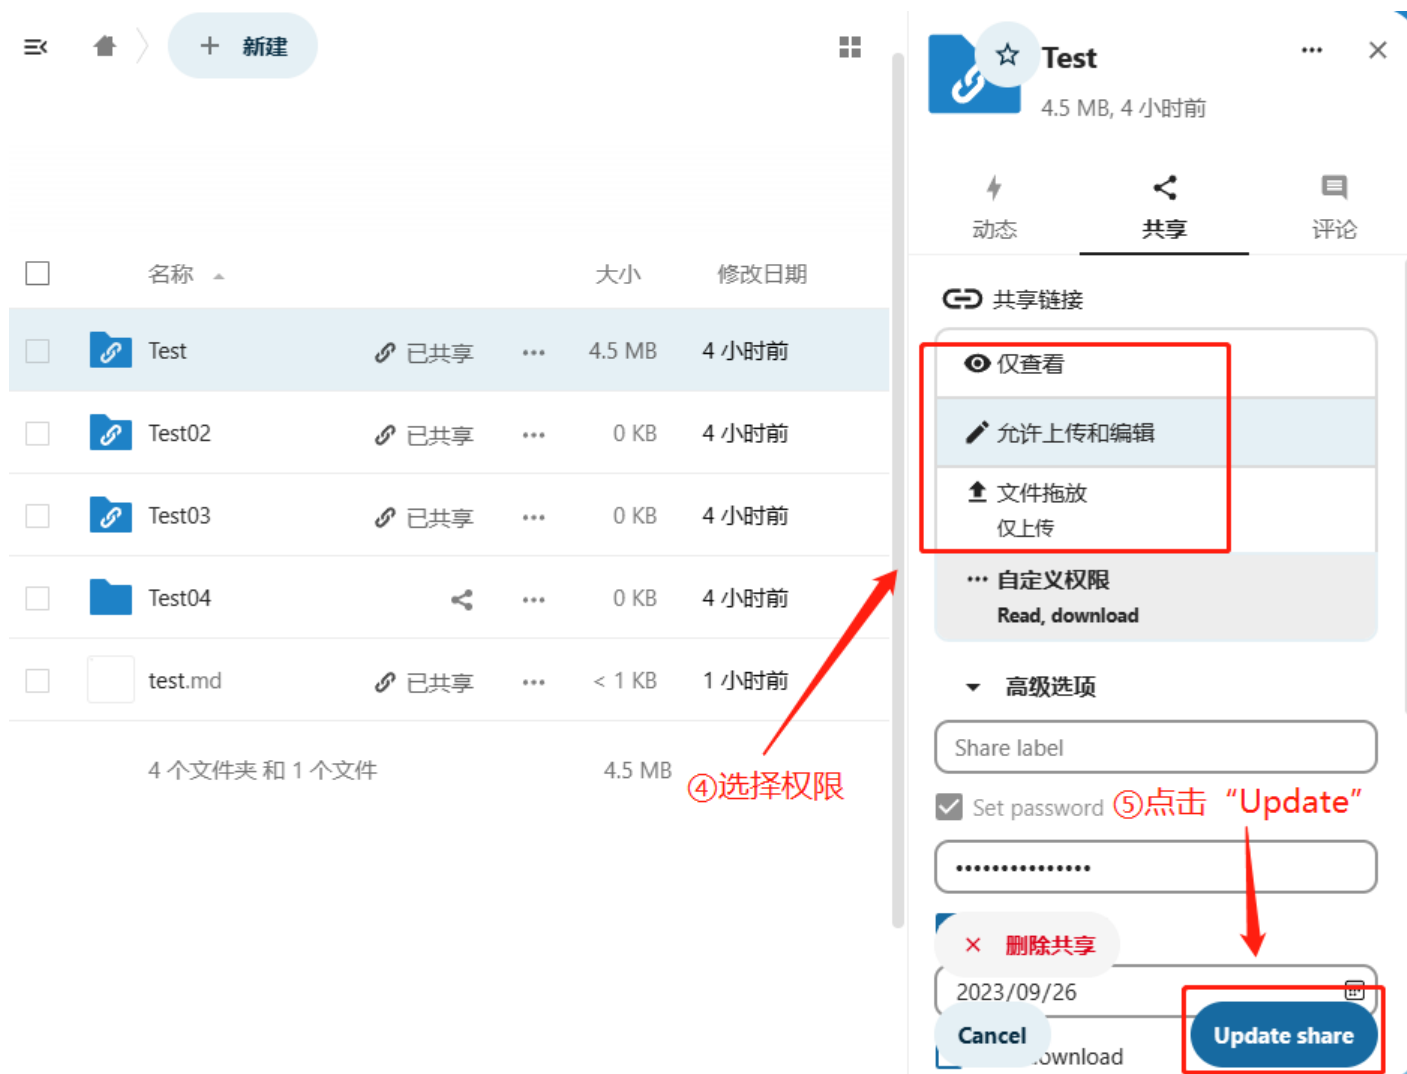 新建
名称 大小 修改日期
Test 已共享 ... 4.5 MB 4 小时前
Test02 已共享 ... 0 KB 4 小时前
Test03 已共享 ... 0 KB 4 小时前
Test04 ... 0 KB 4 小时前
test.md 已共享 ... < 1 KB 1 小时前
4 个文件夹 和 1 个文件 4.5 MB
④选择权限
Test
4.5 MB, 4 小时前
动态 共享 评论
共享链接
仅查看
允许上传和编辑
文件拖放
仅上传
自定义权限
Read, download
高级选项
Share label
Set password
⑤点击“Update”
删除共享
2023/09/26
Cancel
Update share